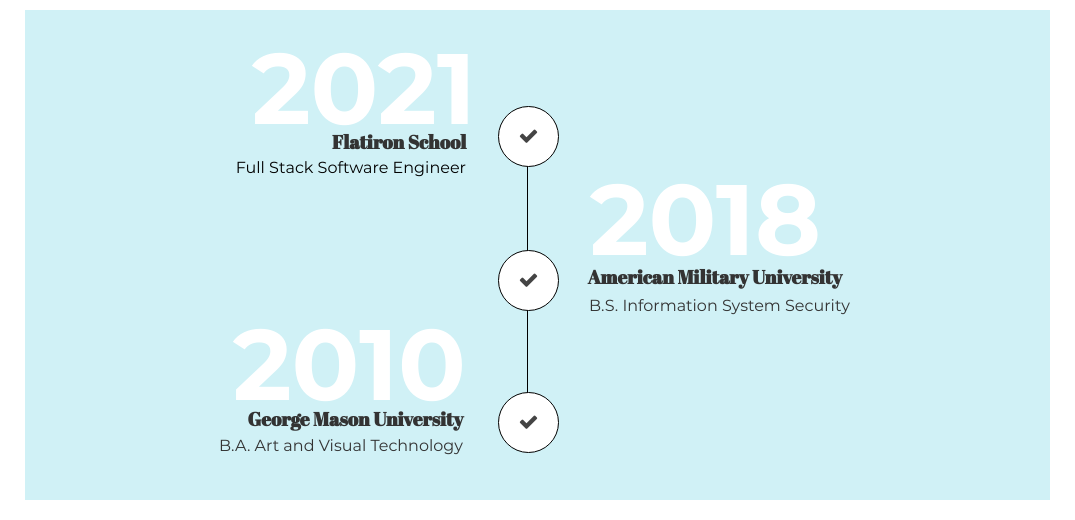 2021
Flatiron School
Full Stack Software Engineer
2018
American Military University
B.S. Information System Security
2010
George Mason University
B.A. Art and Visual Technology